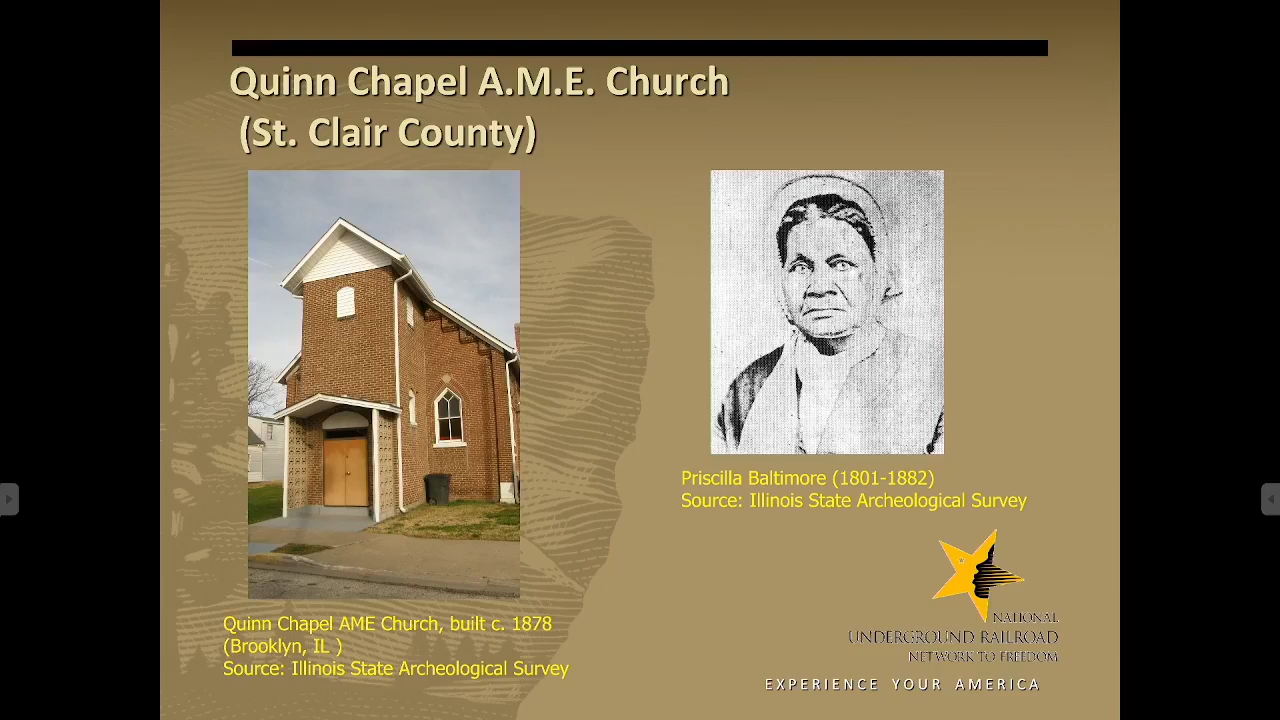 Quinn Chapel A.M.E. Church
(St. Clair County)
Priscilla Baltimore (1801-1882)
Source: Illinois State Archeological Survey
Quinn Chapel AME Church, built c. 1878
(Brooklyn, IL )
Source: Illinois State Archeological Survey
NATIONAL
UNDERGROUND RAILROAD
NETWORK TO FREEDOM
EXPERIENCE YOUR AMERICA